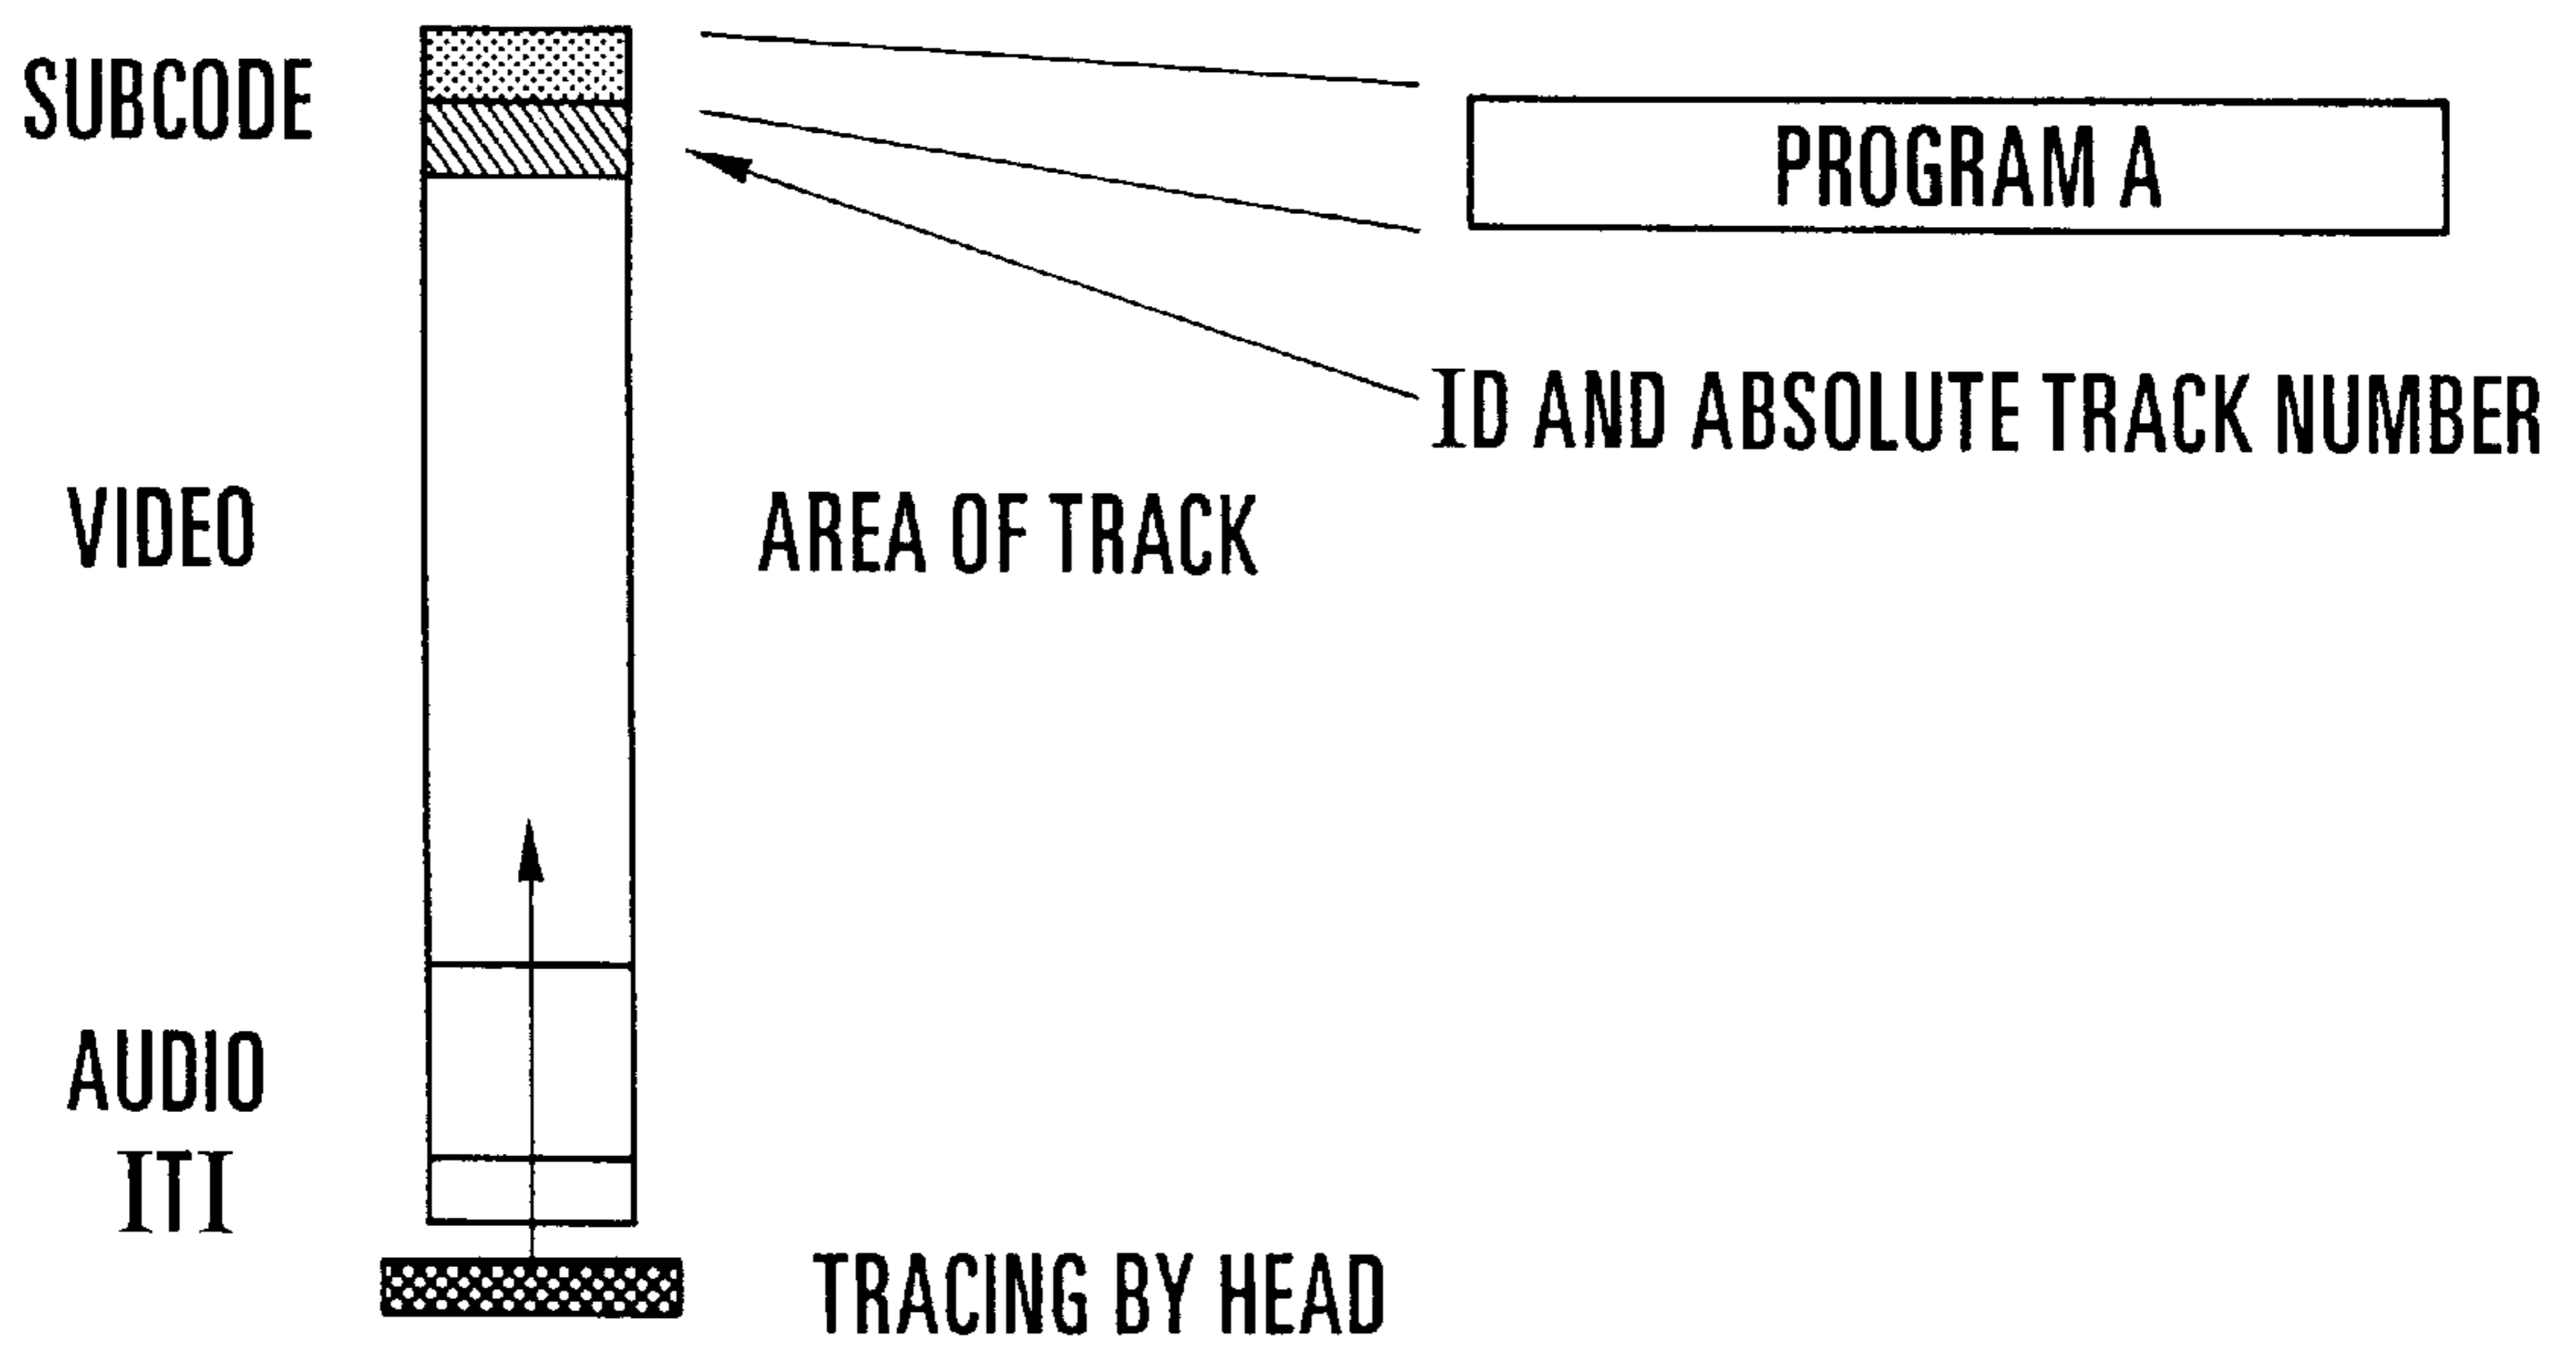 SUBCODE
PROGRAM A
ID AND ABSOLUTE TRACK NUMBER
VIDEO
AREA OF TRACK
AUDIO
ITI
TRACING BY HEAD